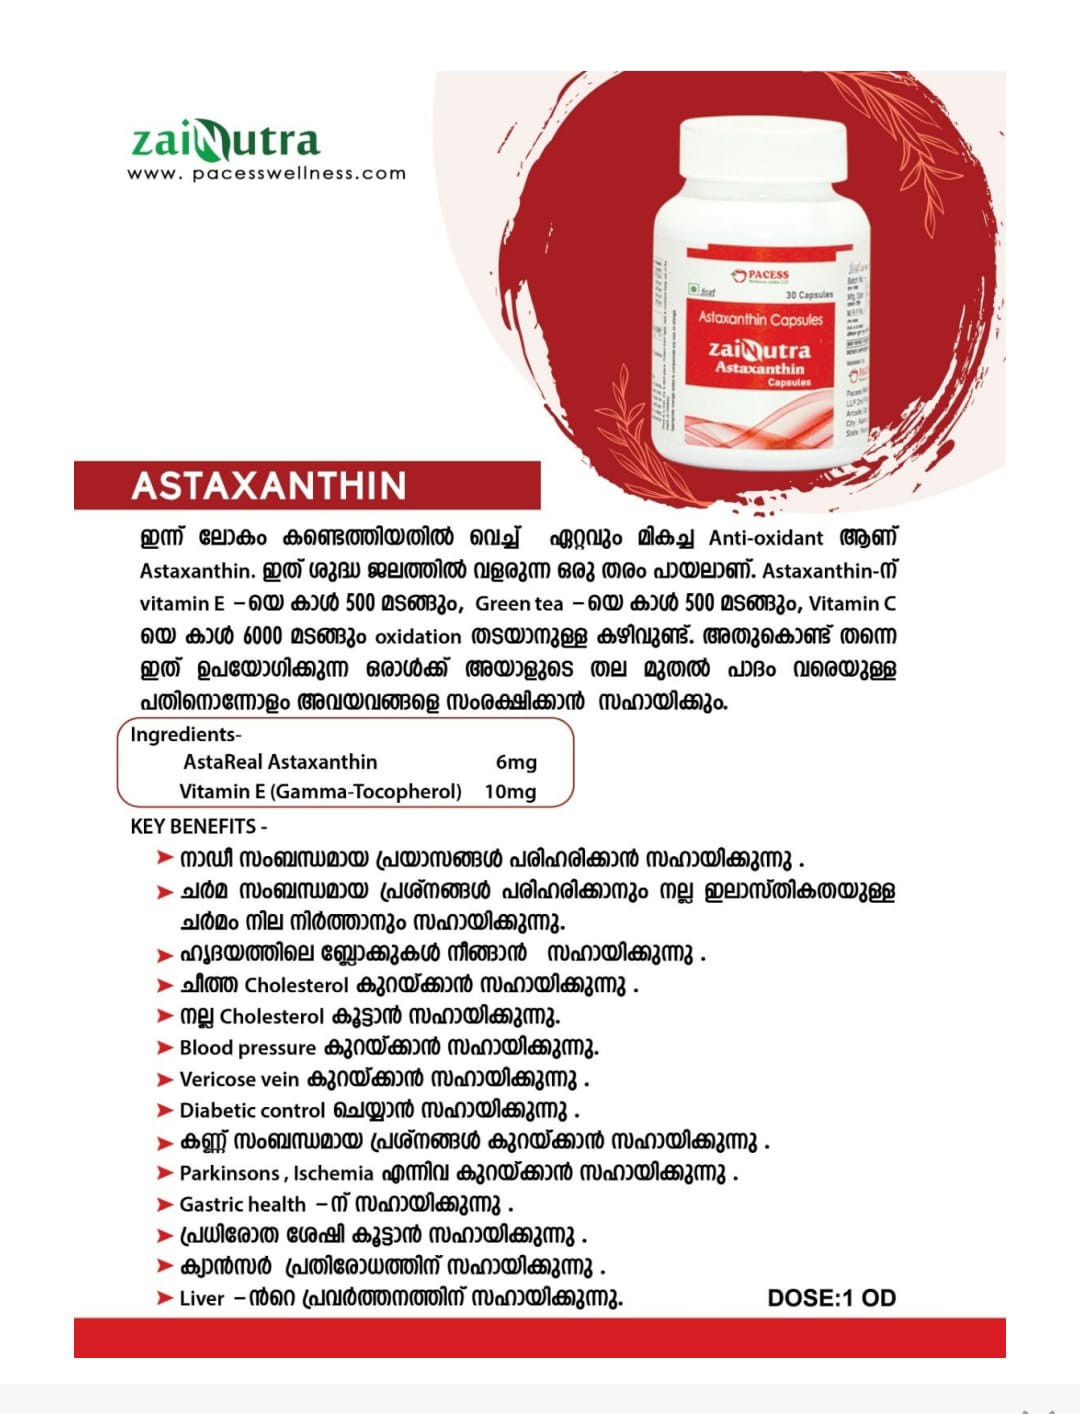 zaiNutra
www. pacesswellness.com
PACESS
Wellness India LLP
30 Capsules
Astaxanthin Capsules
zaiNutra
Astaxanthin
Capsules
ASTAXANTHIN
ഇന്ന് ലോകം കണ്ടെത്തിയതിൽ വെച്ച് ഏറ്റവും മികച്ച Anti-oxidant ആണ്
Astaxanthin. ഇത് ശുദ്ധ ജലത്തിൽ വളരുന്ന ഒരു തരം പായലാണ്. Astaxanthin-ന്
vitamin E –യെ കാൾ 500 മടങ്ങും, Green tea –യെ കാൾ 500 മടങ്ങും, Vitamin C
യെ കാൾ 6000 മടങ്ങും oxidation തടയാനുള്ള കഴിവുണ്ട്. അതുകൊണ്ട് തന്നെ
ഇത് ഉപയോഗിക്കുന്ന ഒരാൾക്ക് അയാളുടെ തല മുതൽ പാദം വരെയുള്ള
പതിനൊന്നോളം അവയവങ്ങളെ സംരക്ഷിക്കാൻ സഹായിക്കും.
Ingredients-
AstaReal Astaxanthin 6mg
Vitamin E (Gamma-Tocopherol) 10mg
KEY BENEFITS -
➤ നാഡീ സംബന്ധമായ പ്രയാസങ്ങൾ പരിഹരിക്കാൻ സഹായിക്കുന്നു .
➤ ചർമ സംബന്ധമായ പ്രശ്നങ്ങൾ പരിഹരിക്കാനും നല്ല ഇലാസ്തികതയുള്ള
ചർമം നില നിർത്താനും സഹായിക്കുന്നു.
➤ ഹൃദയത്തിലെ ബ്ലോക്കുകൾ നീങ്ങാൻ സഹായിക്കുന്നു .
➤ ചീത്ത Cholesterol കുറയ്ക്കാൻ സഹായിക്കുന്നു .
➤ നല്ല Cholesterol കൂട്ടാൻ സഹായിക്കുന്നു.
➤ Blood pressure കുറയ്ക്കാൻ സഹായിക്കുന്നു.
➤ Vericose vein കുറയ്ക്കാൻ സഹായിക്കുന്നു .
➤ Diabetic control ചെയ്യാൻ സഹായിക്കുന്നു .
➤ കണ്ണ് സംബന്ധമായ പ്രശ്നങ്ങൾ കുറയ്ക്കാൻ സഹായിക്കുന്നു .
➤ Parkinsons , Ischemia എന്നിവ കുറയ്ക്കാൻ സഹായിക്കുന്നു .
➤ Gastric health –ന് സഹായിക്കുന്നു .
➤ പ്രധിരോത ശേഷി കൂട്ടാൻ സഹായിക്കുന്നു .
➤ ക്യാൻസർ പ്രതിരോധത്തിന് സഹായിക്കുന്നു .
➤ Liver –ൻറെ പ്രവർത്തനത്തിന് സഹായിക്കുന്നു.
DOSE:1 OD